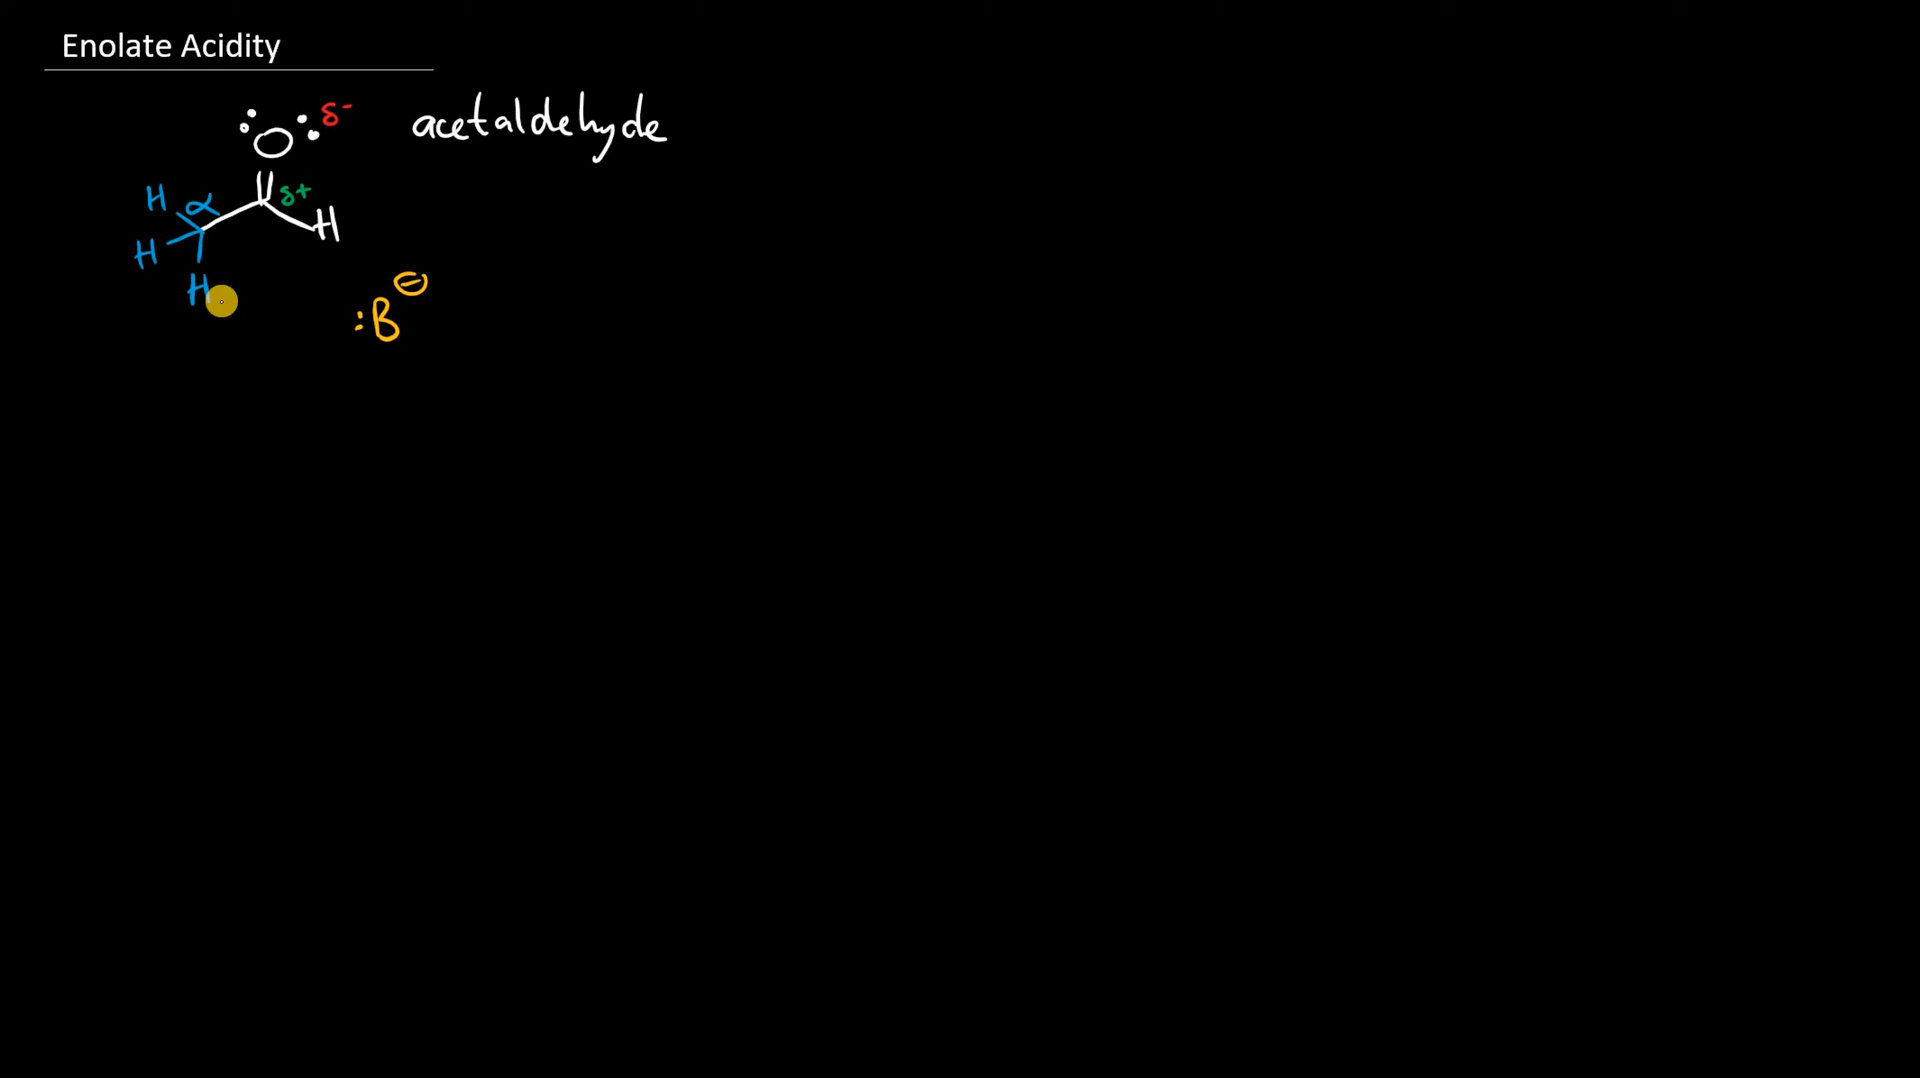 Enolate Acidity
δ-
acetaldehyde
O
δ+
H α
H
H
H
:B ⊖